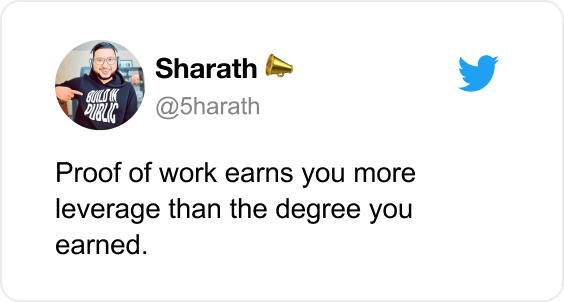 Sharath 📣
@5harath
BUILD IN
PUBLIC
Proof of work earns you more
leverage than the degree you
earned.